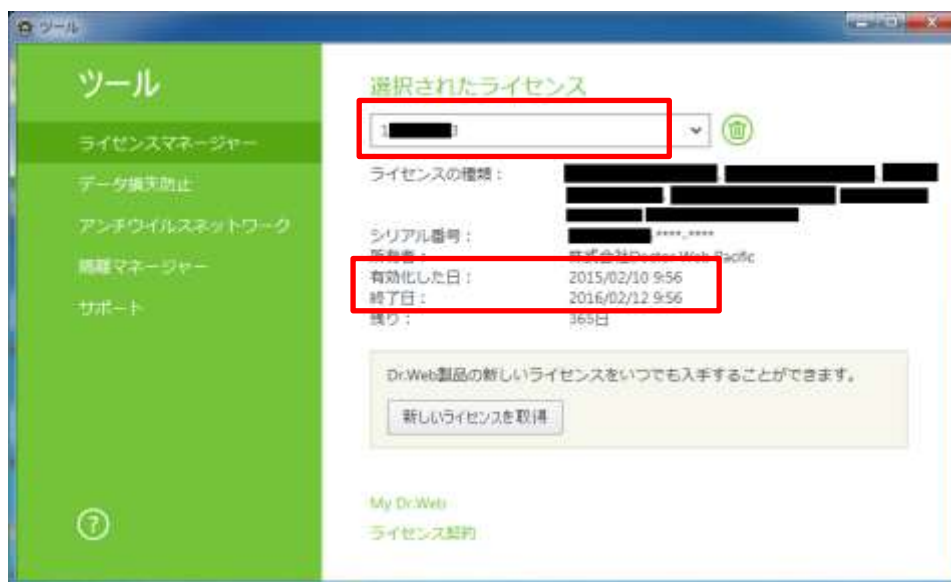 ツール
ツール
ライセンスマネージャー
データ損失防止
アンチウイルスネットワーク
隔離マネージャー
サポート
選択されたライセンス
1 3
ライセンスの種類：
シリアル番号： ****-****
所有者： 株式会社Doctor Web Pacific
有効化した日： 2015/02/10 9:56
終了日： 2016/02/12 9:56
残り： 365日
Dr.Web製品の新しいライセンスをいつでも入手することができます。
新しいライセンスを取得
My Dr.Web
ライセンス契約
?